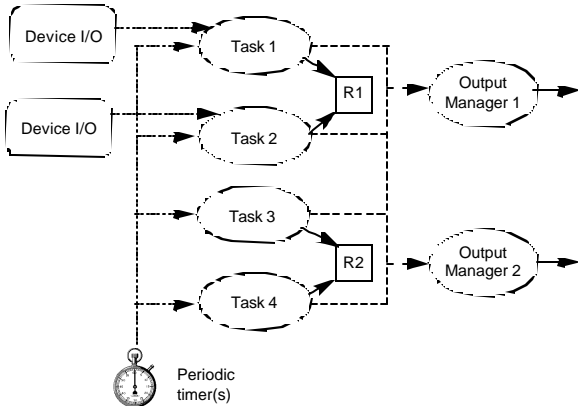 Device I/O
Task 1
R1
Output
Manager 1
Device I/O
Task 2
Task 3
R2
Output
Manager 2
Task 4
Periodic
timer(s)